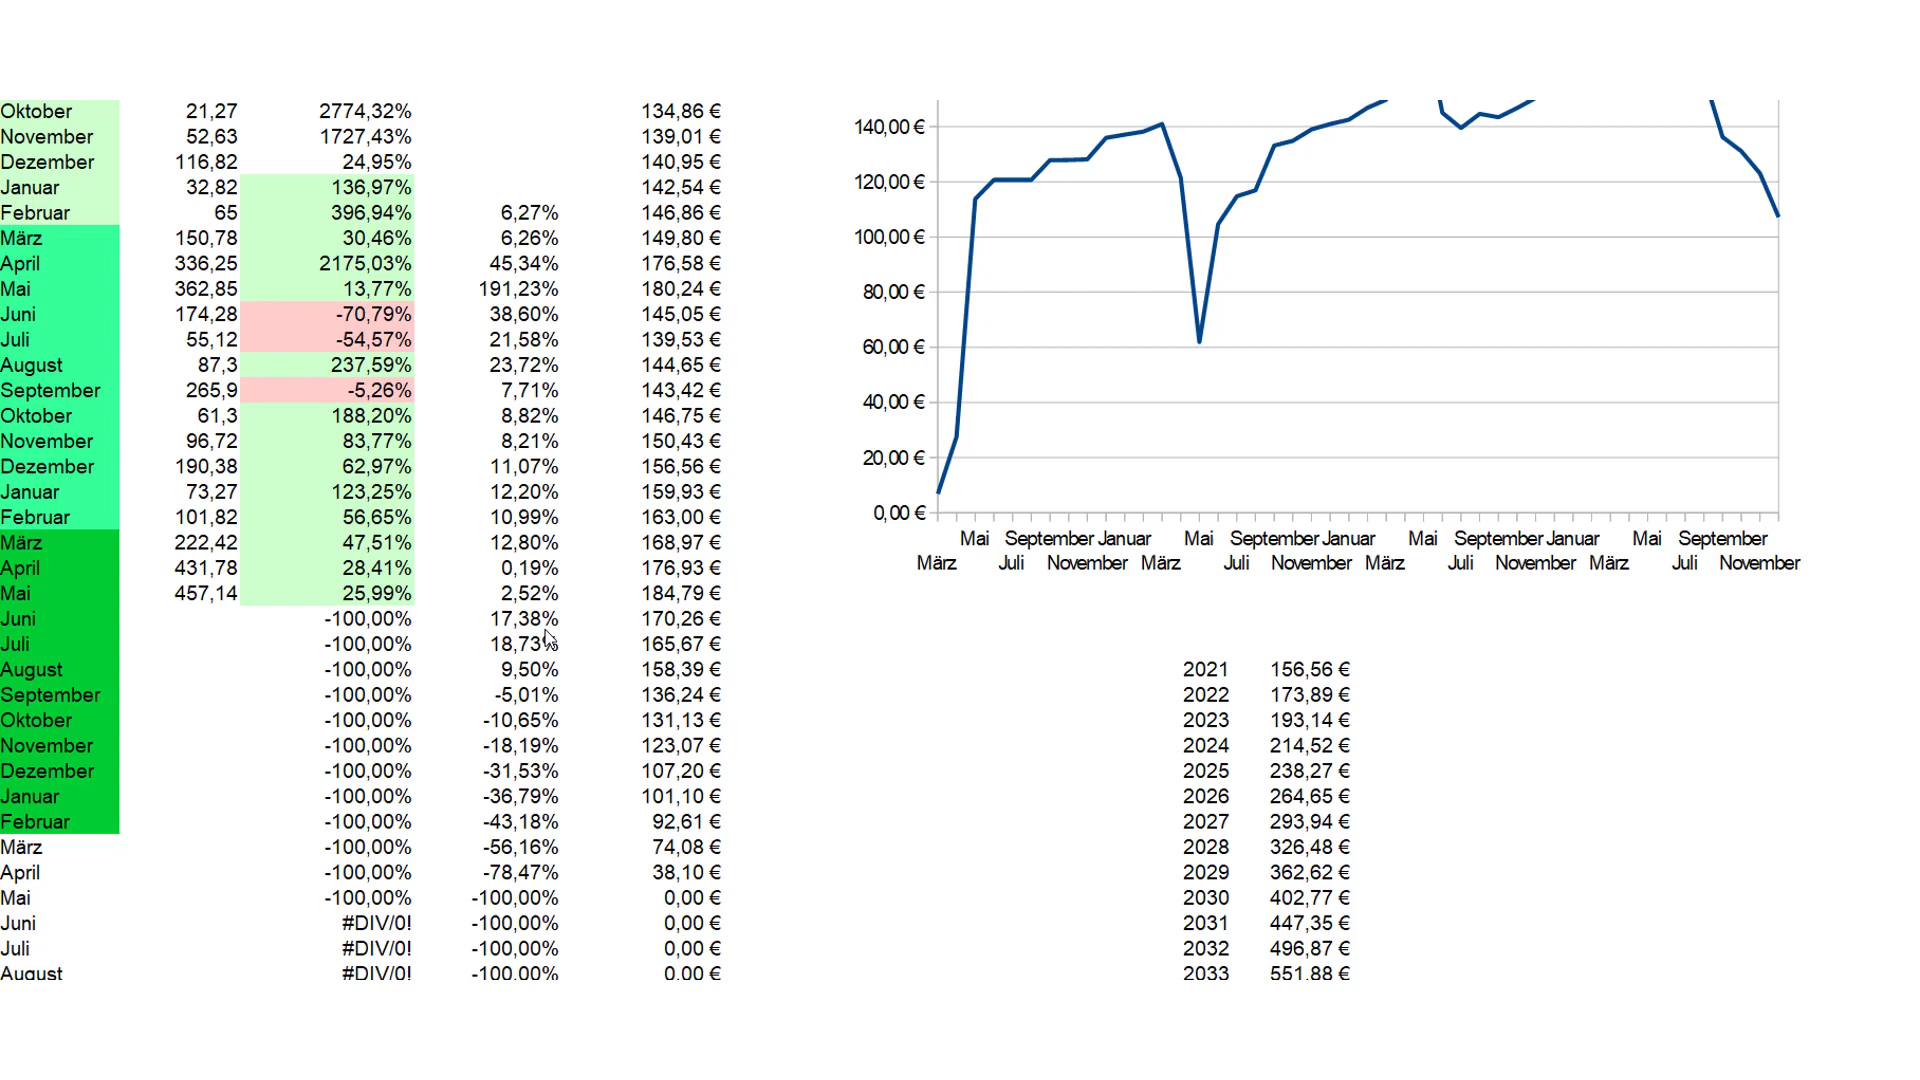 Oktober 21,27 2774,32% 134,86 €
November 52,63 1727,43% 139,01 €
Dezember 116,82 24,95% 140,95 €
Januar 32,82 136,97% 142,54 €
Februar 65 396,94% 6,27% 146,86 €
März 150,78 30,46% 6,26% 149,80 €
April 336,25 2175,03% 45,34% 176,58 €
Mai 362,85 13,77% 191,23% 180,24 €
Juni 174,28 -70,79% 38,60% 145,05 €
Juli 55,12 -54,57% 21,58% 139,53 €
August 87,3 237,59% 23,72% 144,65 €
September 265,9 -5,26% 7,71% 143,42 €
Oktober 61,3 188,20% 8,82% 146,75 €
November 96,72 83,77% 8,21% 150,43 €
Dezember 190,38 62,97% 11,07% 156,56 €
Januar 73,27 123,25% 12,20% 159,93 €
Februar 101,82 56,65% 10,99% 163,00 €
März 222,42 47,51% 12,80% 168,97 €
April 431,78 28,41% 0,19% 176,93 €
Mai 457,14 25,99% 2,52% 184,79 €
Juni -100,00% 17,38% 170,26 €
Juli -100,00% 18,73% 165,67 €
August -100,00% 9,50% 158,39 €
September -100,00% -5,01% 136,24 €
Oktober -100,00% -10,65% 131,13 €
November -100,00% -18,19% 123,07 €
Dezember -100,00% -31,53% 107,20 €
Januar -100,00% -36,79% 101,10 €
Februar -100,00% -43,18% 92,61 €
März -100,00% -56,16% 74,08 €
April -100,00% -78,47% 38,10 €
Mai -100,00% -100,00% 0,00 €
Juni #DIV/0! -100,00% 0,00 €
Juli #DIV/0! -100,00% 0,00 €
August #DIV/0! -100,00% 0,00 €
140,00 €
120,00 €
100,00 €
80,00 €
60,00 €
40,00 €
20,00 €
0,00 €
Mai September Januar Mai September Januar Mai September Januar Mai September
März Juli November März Juli November März Juli November März Juli November
2021 156,56 €
2022 173,89 €
2023 193,14 €
2024 214,52 €
2025 238,27 €
2026 264,65 €
2027 293,94 €
2028 326,48 €
2029 362,62 €
2030 402,77 €
2031 447,35 €
2032 496,87 €
2033 551,88 €